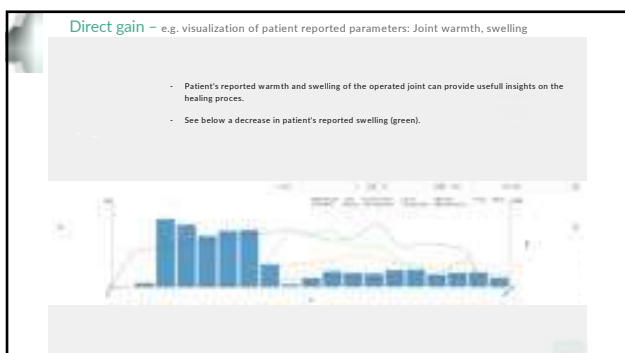 Direct gain – e.g. visualization of patient reported parameters: Joint warmth, swelling
- Patient's reported warmth and swelling of the operated joint can provide usefull insights on the
healing proces.
- See below a decrease in patient's reported swelling (green).